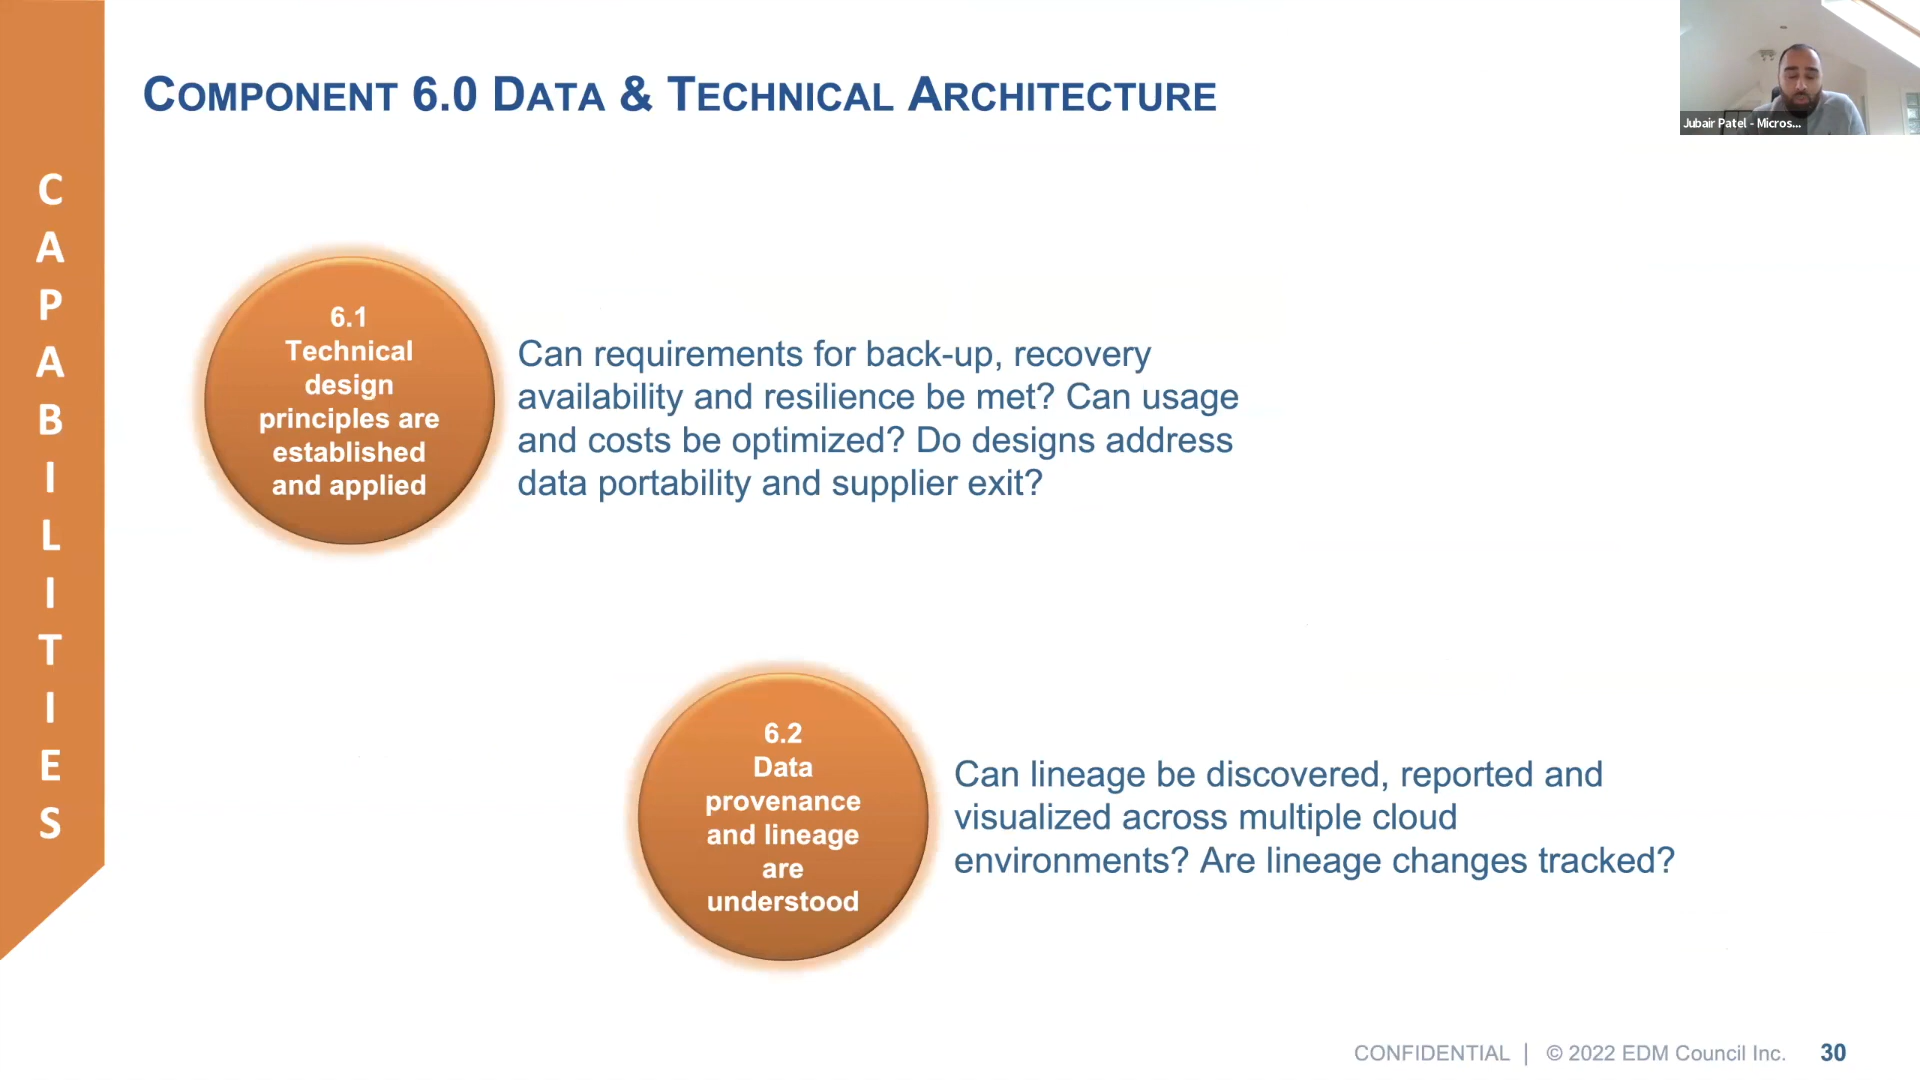 COMPONENT 6.0 DATA & TECHNICAL ARCHITECTURE
Jubair Patel - Micros...
CAPABILITIES
6.1
Technical
design
principles are
established
and applied
Can requirements for back-up, recovery
availability and resilience be met? Can usage
and costs be optimized? Do designs address
data portability and supplier exit?
6.2
Data
provenance
and lineage
are
understood
Can lineage be discovered, reported and
visualized across multiple cloud
environments? Are lineage changes tracked?
CONFIDENTIAL | © 2022 EDM Council Inc. 30